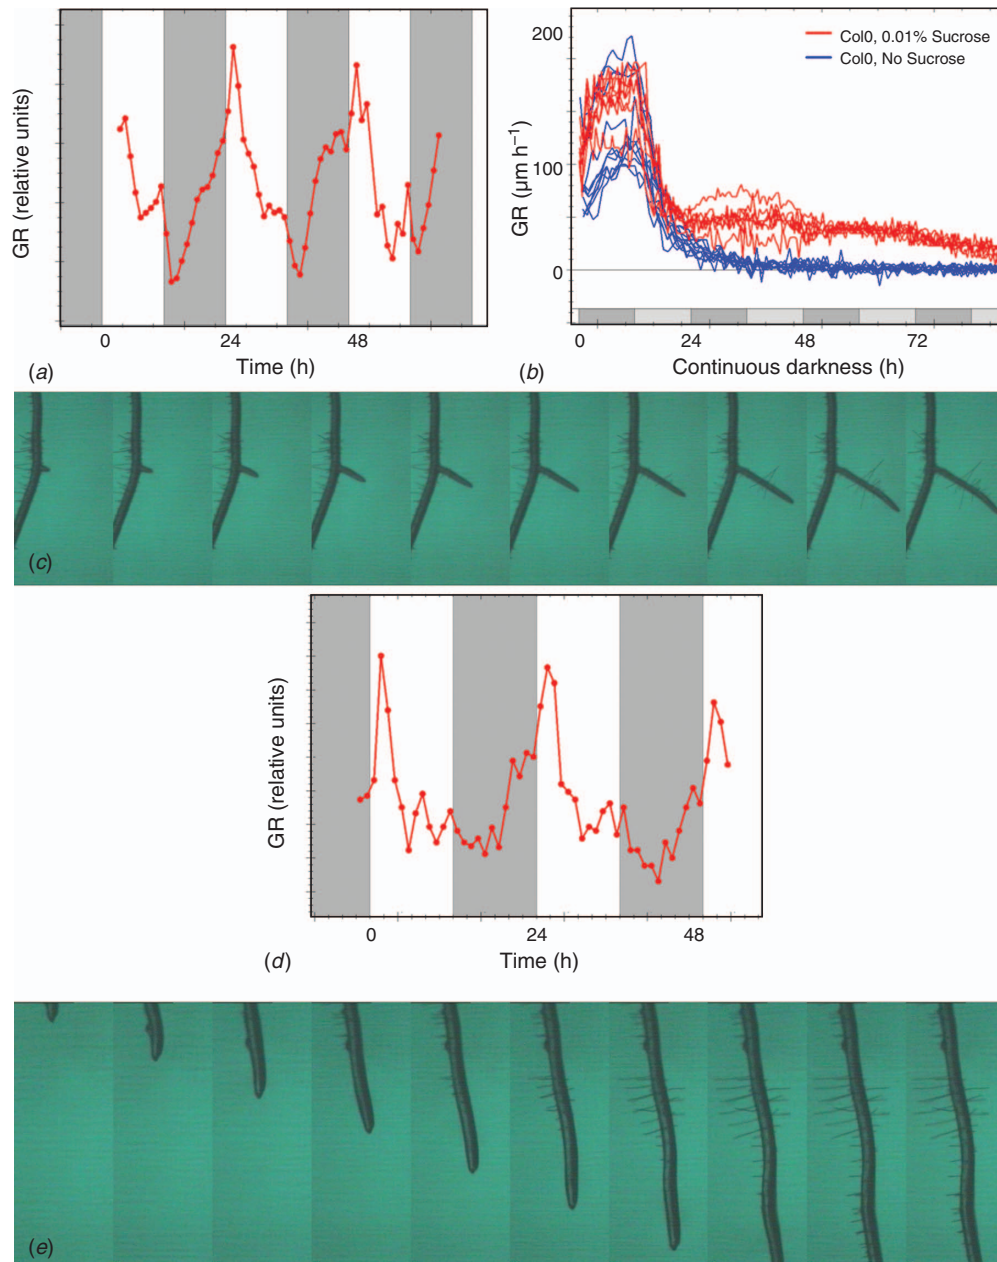 GR (relative units)
0 24 48
Time (h)
(a)
GR (µm h⁻¹)
200
100
0
Col0, 0.01% Sucrose
Col0, No Sucrose
0 24 48 72
Continuous darkness (h)
(b)
(c)
GR (relative units)
0 24 48
Time (h)
(d)
(e)